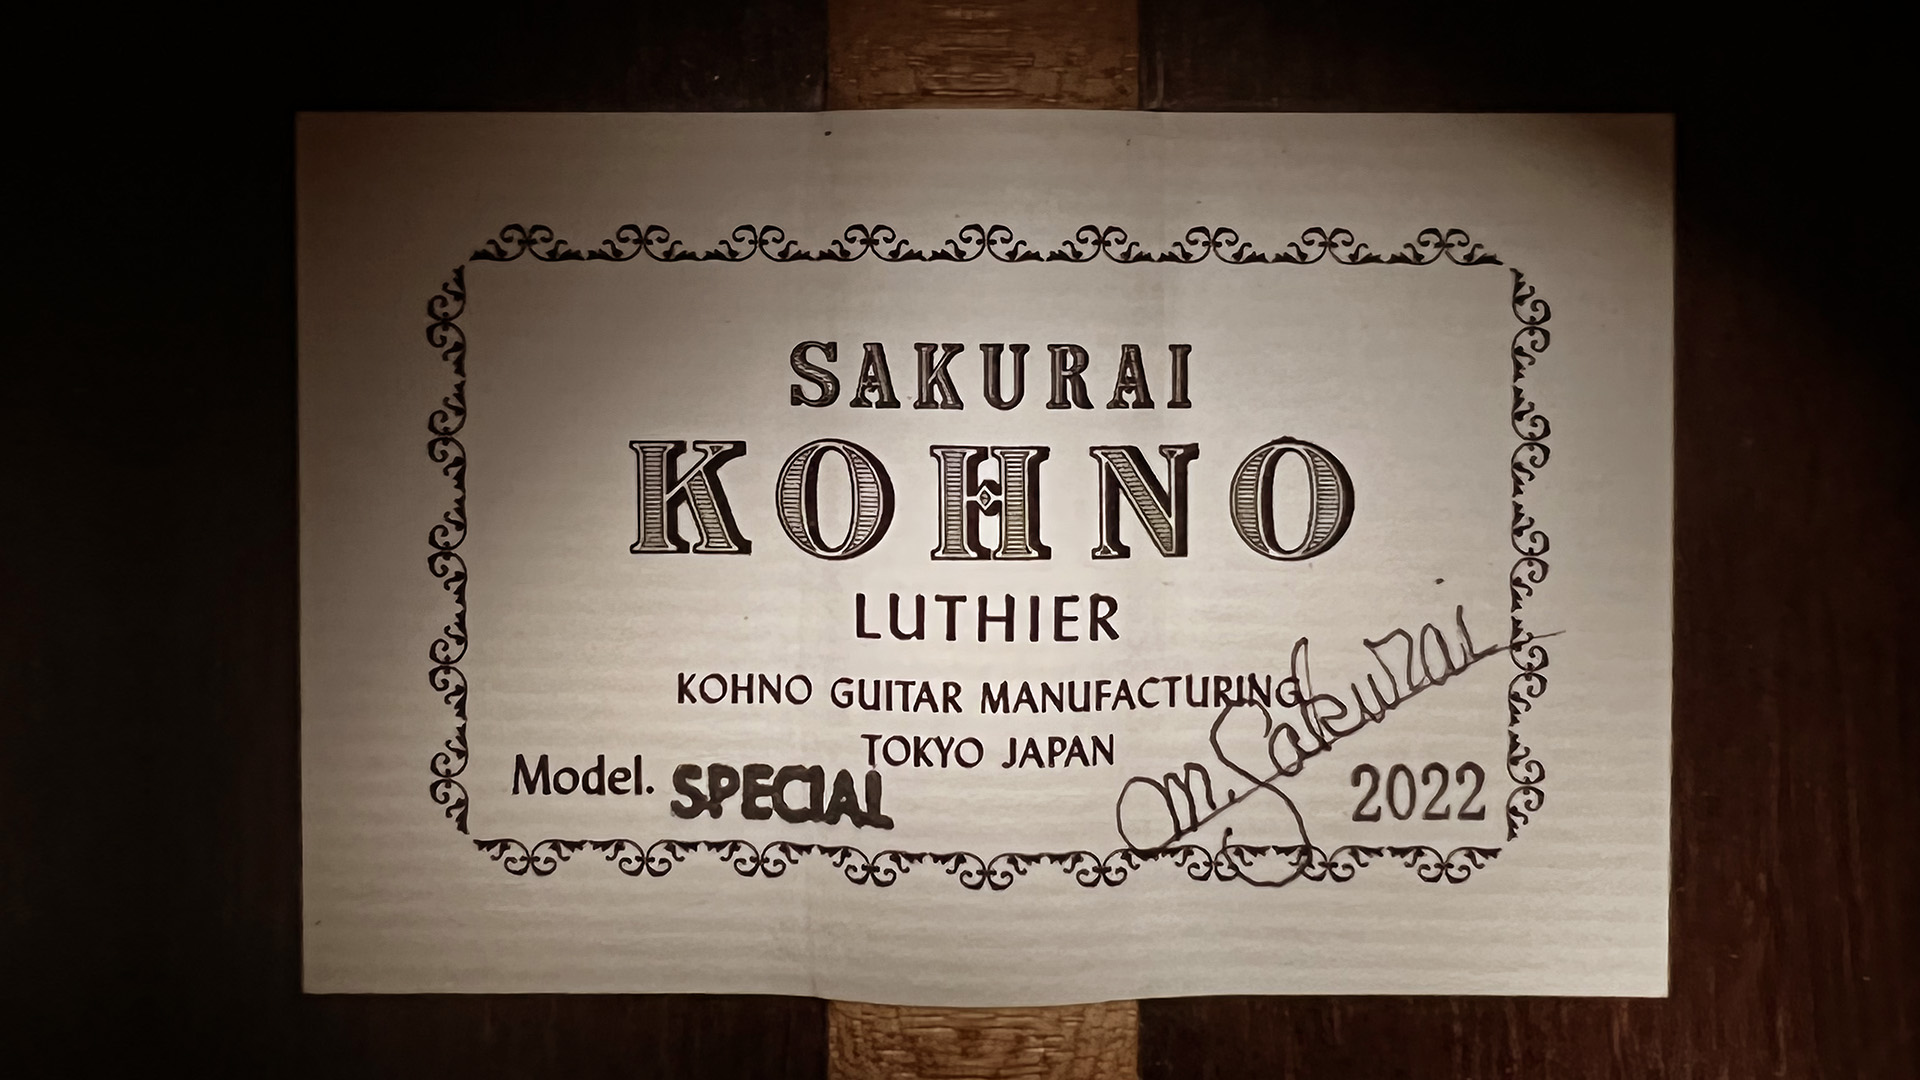 SAKURAI
KOHNO
LUTHIER
KOHNO GUITAR MANUFACTURING
TOKYO JAPAN
Model. SPECIAL
M. Sakurai
2022